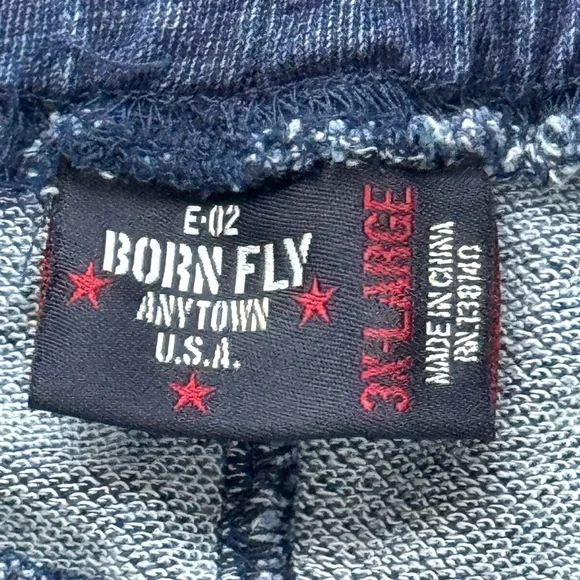 E·02
BORN FLY
ANYTOWN
U.S.A.
3X-LARGE
MADE IN CHINA
RN.138140